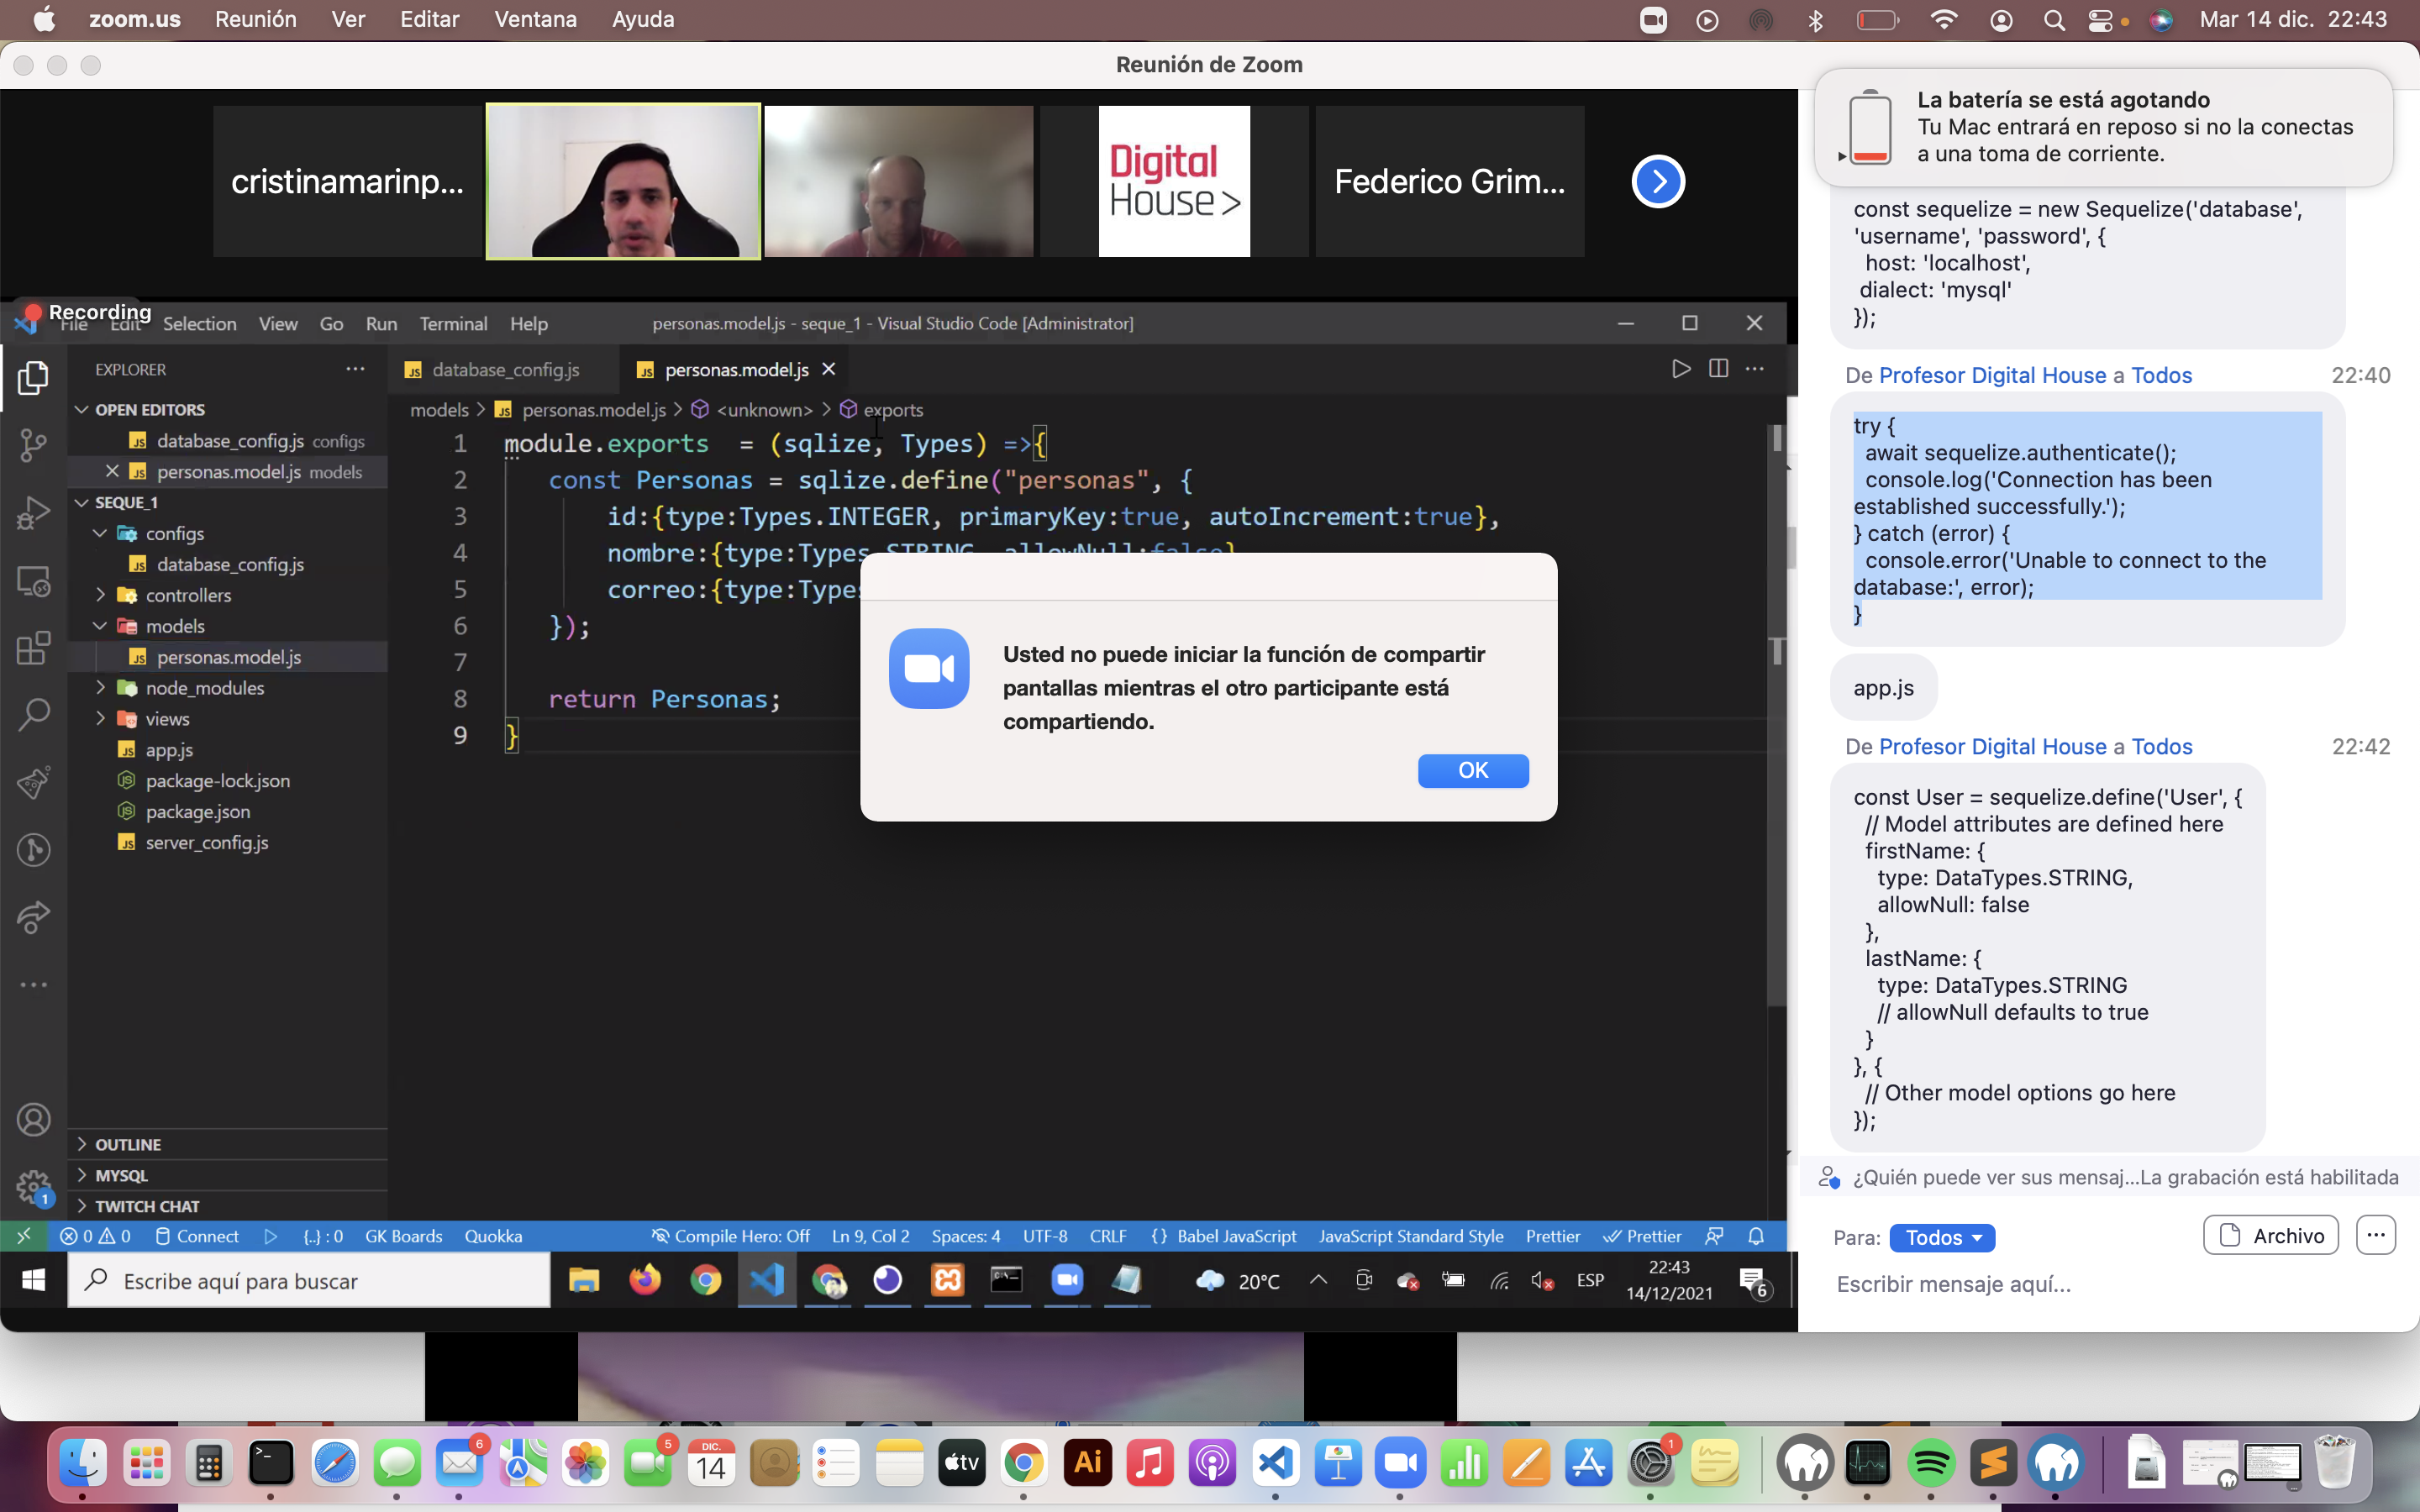 zoom.us Reunión Ver Editar Ventana Ayuda Mar 14 dic. 22:43
Reunión de Zoom
La batería se está agotando
Tu Mac entrará en reposo si no la conectas
a una toma de corriente.
cristinamarinp...
Digital
House >
Federico Grim...
Recording
File Edit Selection View Go Run Terminal Help
personas.model.js - seque_1 - Visual Studio Code [Administrator]
EXPLORER
OPEN EDITORS
database_config.js configs
personas.model.js models
SEQUE_1
configs
database_config.js
controllers
models
personas.model.js
node_modules
views
app.js
package-lock.json
package.json
server_config.js
OUTLINE
MYSQL
TWITCH CHAT
database_config.js personas.model.js
models > personas.model.js > <unknown> > exports
1 module.exports = (sqlize, Types) =>{
2 const Personas = sqlize.define("personas", {
3 id:{type:Types.INTEGER, primaryKey:true, autoIncrement:true},
4 nombre:{type:Types.STRING, allowNull:false}
5 correo:{type:Types
6 });
7
8 return Personas;
9 }
Usted no puede iniciar la función de compartir
pantallas mientras el otro participante está
compartiendo.
OK
0 0 Connect {..} : 0 GK Boards Quokka Compile Hero: Off Ln 9, Col 2 Spaces: 4 UTF-8 CRLF {} Babel JavaScript JavaScript Standard Style Prettier Prettier
1
Escribe aquí para buscar
20°C ESP
22:43
14/12/2021
6
const sequelize = new Sequelize('database',
'username', 'password', {
host: 'localhost',
dialect: 'mysql'
});
De Profesor Digital House a Todos 22:40
try {
await sequelize.authenticate();
console.log('Connection has been
established successfully.');
} catch (error) {
console.error('Unable to connect to the
database:', error);
}
app.js
De Profesor Digital House a Todos 22:42
const User = sequelize.define('User', {
// Model attributes are defined here
firstName: {
type: DataTypes.STRING,
allowNull: false
},
lastName: {
type: DataTypes.STRING
// allowNull defaults to true
}
}, {
// Other model options go here
});
¿Quién puede ver sus mensaj...La grabación está habilitada
Para: Todos Archivo
Escribir mensaje aquí...
6 5 DIC. 14 tv Ai 1